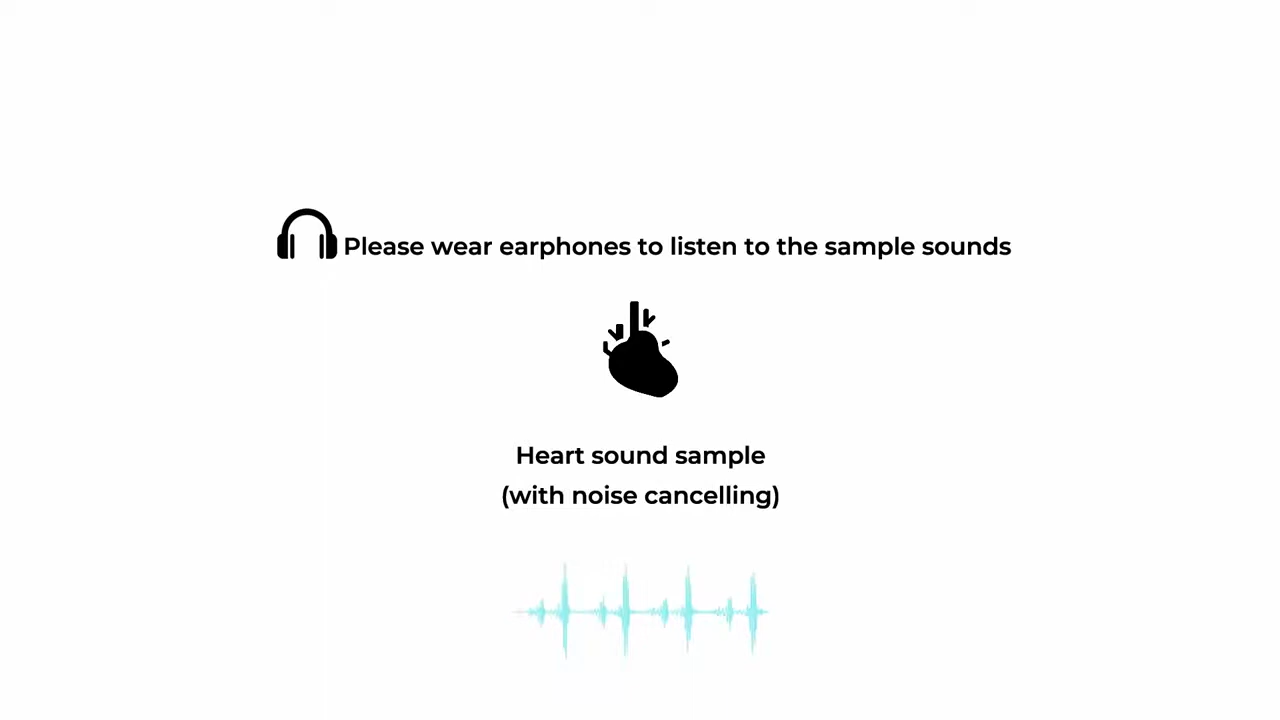 Please wear earphones to listen to the sample sounds
Heart sound sample
(with noise cancelling)